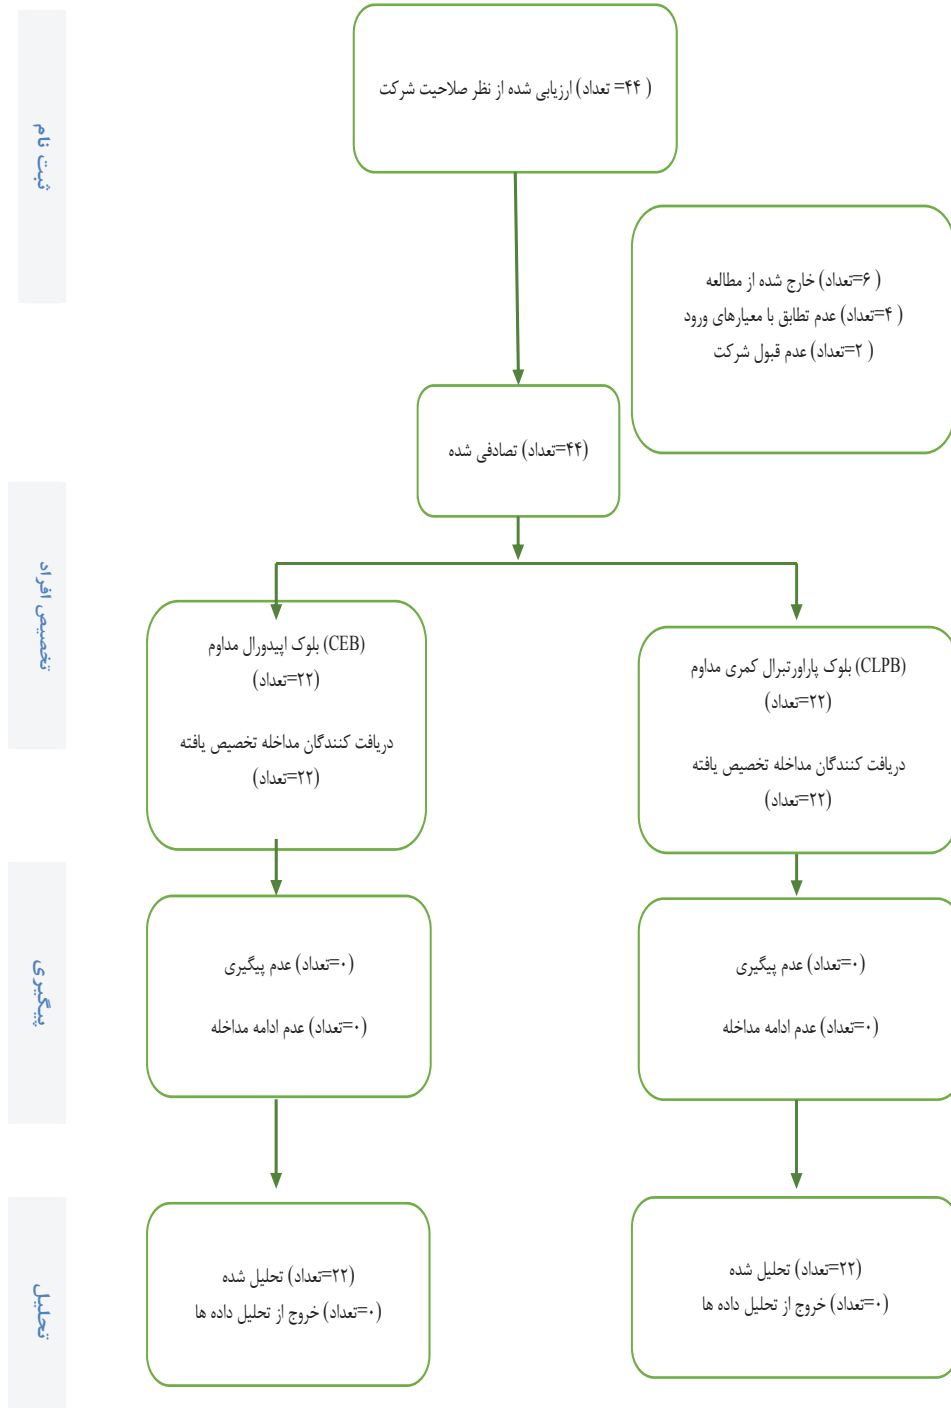 ثبت نام
( ۴۴= تعداد) ارزیابی شده از نظر صلاحیت شرکت
( ۶=تعداد) خارج شده از مطالعه
( ۴=تعداد) عدم تطابق با معیارهای ورود
( ۲=تعداد) عدم قبول شرکت
(۴۴=تعداد) تصادفی شده
تخصیص افراد
(CLPB) بلوک پاراورتبرال کمری مداوم
(۲۲=تعداد)
دریافت کنندگان مداخله تخصیص یافته
(۲۲=تعداد)
(CEB) بلوک اپیدورال مداوم
(۲۲=تعداد)
دریافت کنندگان مداخله تخصیص یافته
(۲۲=تعداد)
پیگیری
(۰=تعداد) عدم پیگیری
(۰=تعداد) عدم ادامه مداخله
(۰=تعداد) عدم پیگیری
(۰=تعداد) عدم ادامه مداخله
تحلیل
(۲۲=تعداد) تحلیل شده
(۰=تعداد) خروج از تحلیل داده ها
(۲۲=تعداد) تحلیل شده
(۰=تعداد) خروج از تحلیل داده ها